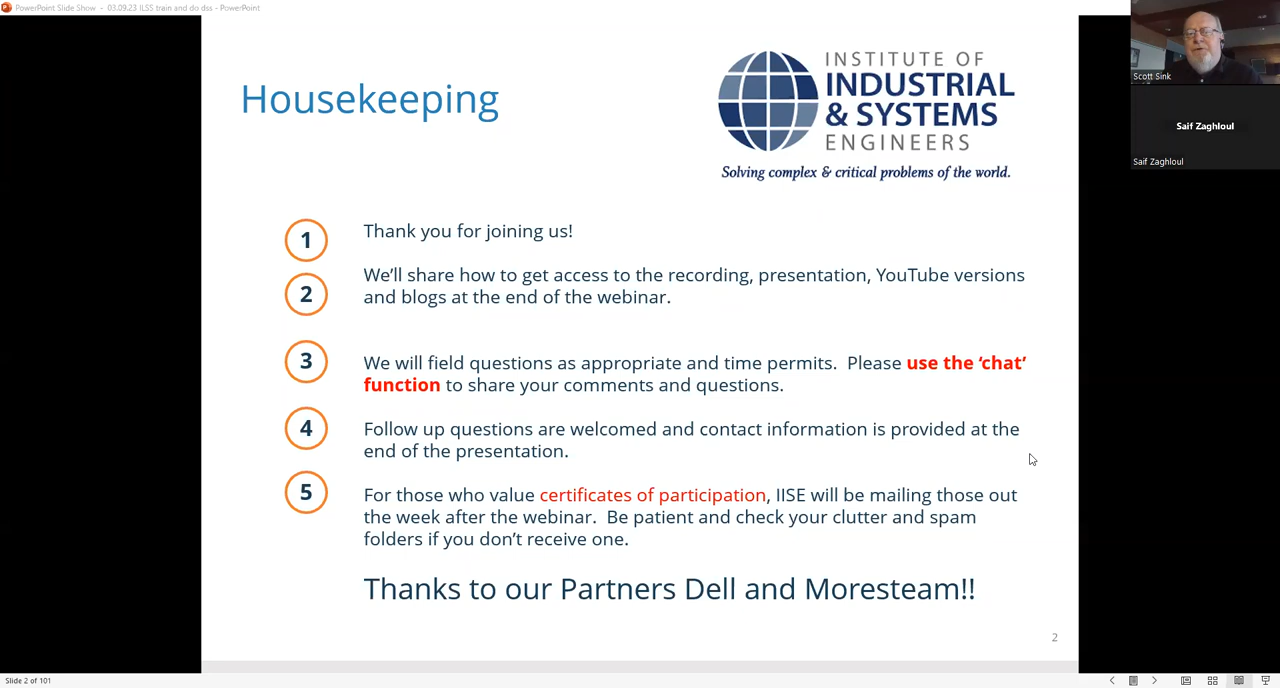 PowerPoint Slide Show - 03.09.23 ILSS train and do dss - PowerPoint
Housekeeping
INSTITUTE OF
INDUSTRIAL
& SYSTEMS
ENGINEERS
Solving complex & critical problems of the world.
Scott Sink
Saif Zaghloul
Saif Zaghloul
1
Thank you for joining us!
2
We'll share how to get access to the recording, presentation, YouTube versions
and blogs at the end of the webinar.
3
We will field questions as appropriate and time permits.  Please use the 'chat'
function to share your comments and questions.
4
Follow up questions are welcomed and contact information is provided at the
end of the presentation.
5
For those who value certificates of participation, IISE will be mailing those out
the week after the webinar.  Be patient and check your clutter and spam
folders if you don't receive one.
Thanks to our Partners Dell and Moresteam!!
2
Slide 2 of 101